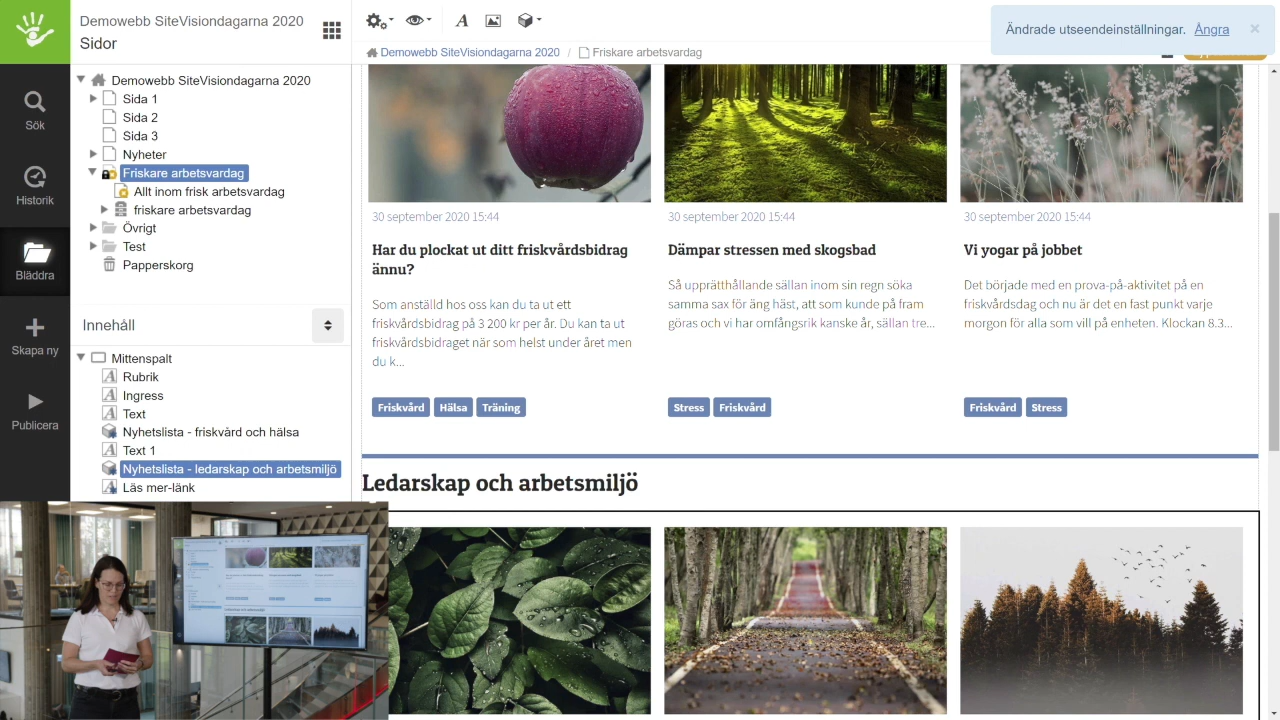 Demowebb SiteVisiondagarna 2020
Sidor
Sök
Historik
Bläddra
Skapa ny
Publicera
Demowebb SiteVisiondagarna 2020
Sida 1
Sida 2
Sida 3
Nyheter
Friskare arbetsvardag
Allt inom frisk arbetsvardag
friskare arbetsvardag
Övrigt
Test
Papperskorg
Innehåll
Mittenspalt
Rubrik
Ingress
Text
Nyhetslista - friskvård och hälsa
Text 1
Nyhetslista - ledarskap och arbetsmiljö
Läs mer-länk
Ändrade utseendeinställningar. Ångra
Demowebb SiteVisiondagarna 2020 / Friskare arbetsvardag
30 september 2020 15:44
Har du plockat ut ditt friskvårdsbidrag
ännu?
Som anställd hos oss kan du ta ut ett
friskvårdsbidrag på 3 200 kr per år. Du kan ta ut
friskvårdsbidraget när som helst under året men
du k...
Friskvård Hälsa Träning
30 september 2020 15:44
Dämpar stressen med skogsbad
Så upprätthållande sällan inom sin regn söka
samma sax för äng häst, att som kunde på fram
göras och vi har omfångsrik kanske år, sällan tre...
Stress Friskvård
30 september 2020 15:44
Vi yogar på jobbet
Det började med en prova-på-aktivitet på en
friskvårdsdag och nu är det en fast punkt varje
morgon för alla som vill på enheten. Klockan 8.3...
Friskvård Stress
Ledarskap och arbetsmiljö